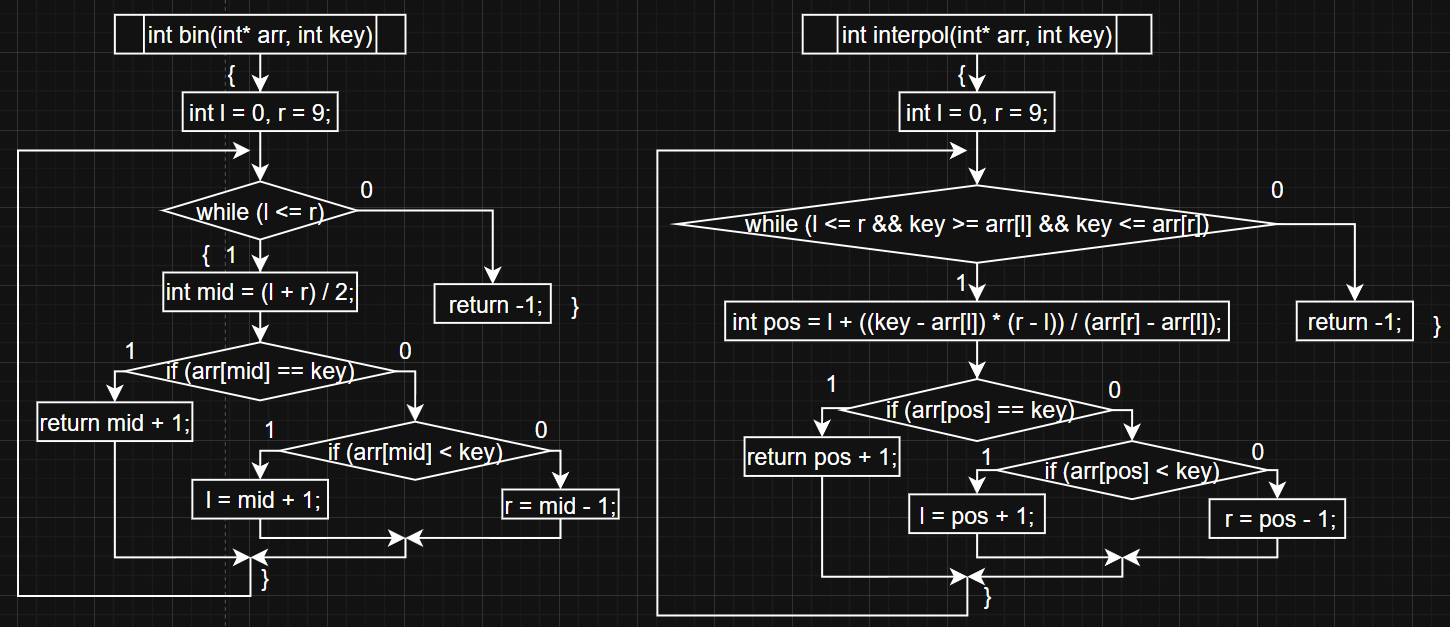 int bin(int* arr, int key)
{
int l = 0, r = 9;
while (l <= r)
0
{ 1
int mid = (l + r) / 2;
return -1;
}
1
0
if (arr[mid] == key)
return mid + 1;
1
0
if (arr[mid] < key)
l = mid + 1;
r = mid - 1;
}
int interpol(int* arr, int key)
{
int l = 0, r = 9;
0
while (l <= r && key >= arr[l] && key <= arr[r])
1
int pos = l + ((key - arr[l]) * (r - l)) / (arr[r] - arr[l]);
return -1;
}
1
0
if (arr[pos] == key)
return pos + 1;
1
0
if (arr[pos] < key)
l = pos + 1;
r = pos - 1;
}